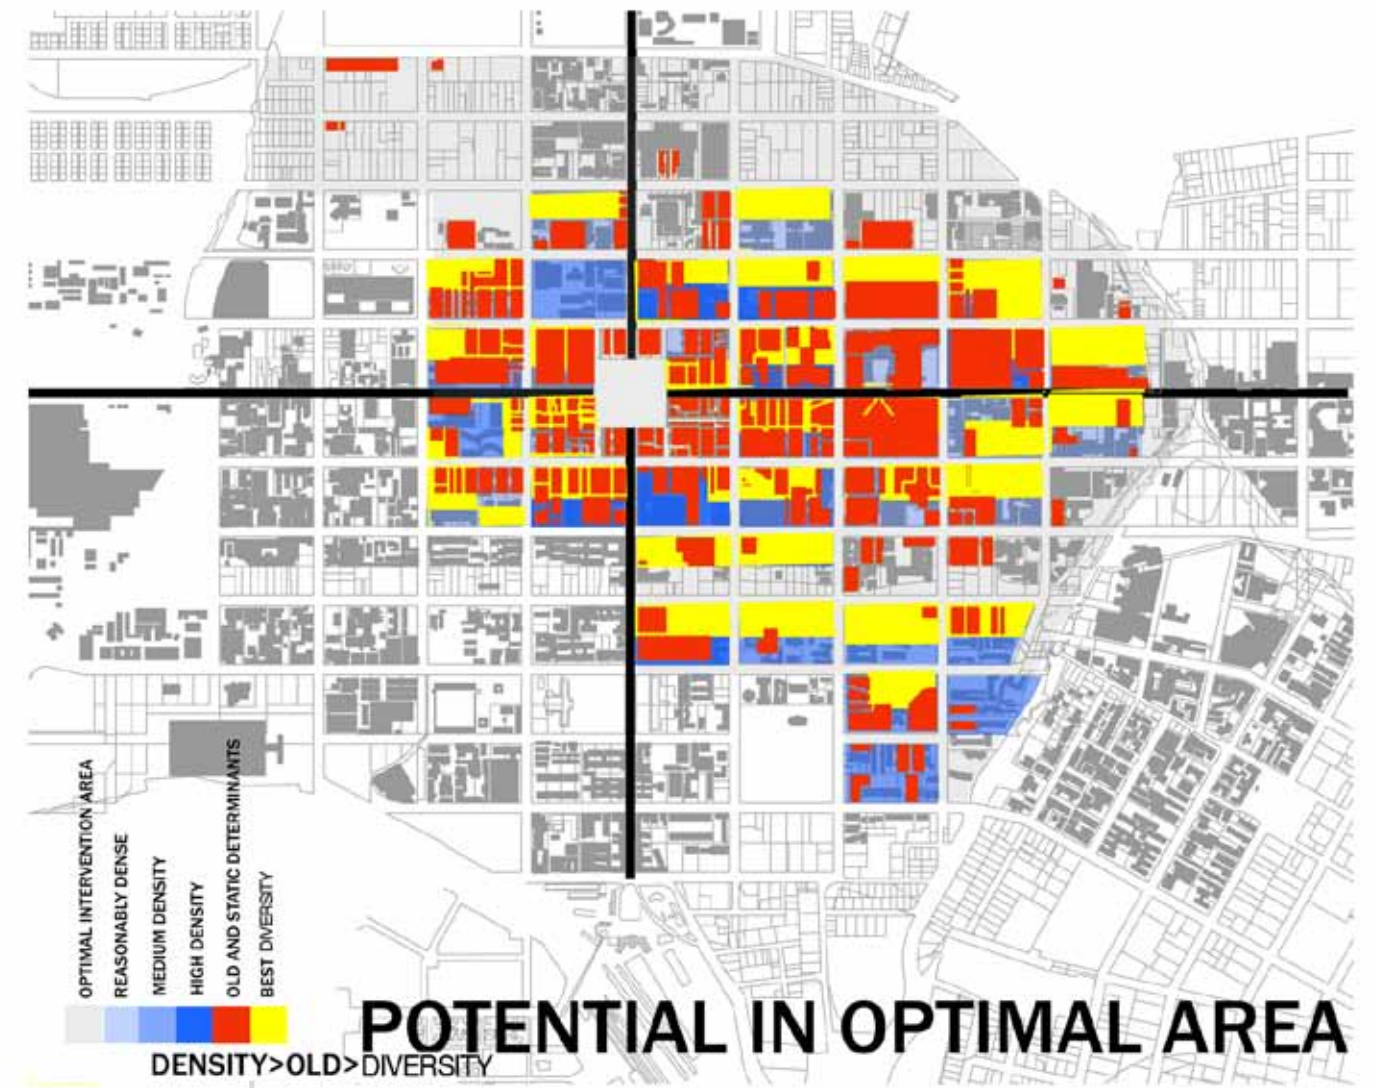 OPTIMAL INTERVENTION AREA
REASONABLY DENSE
MEDIUM DENSITY
HIGH DENSITY
OLD AND STATIC DETERMINANTS
BEST DIVERSITY
POTENTIAL IN OPTIMAL AREA
DENSITY>OLD>DIVERSITY